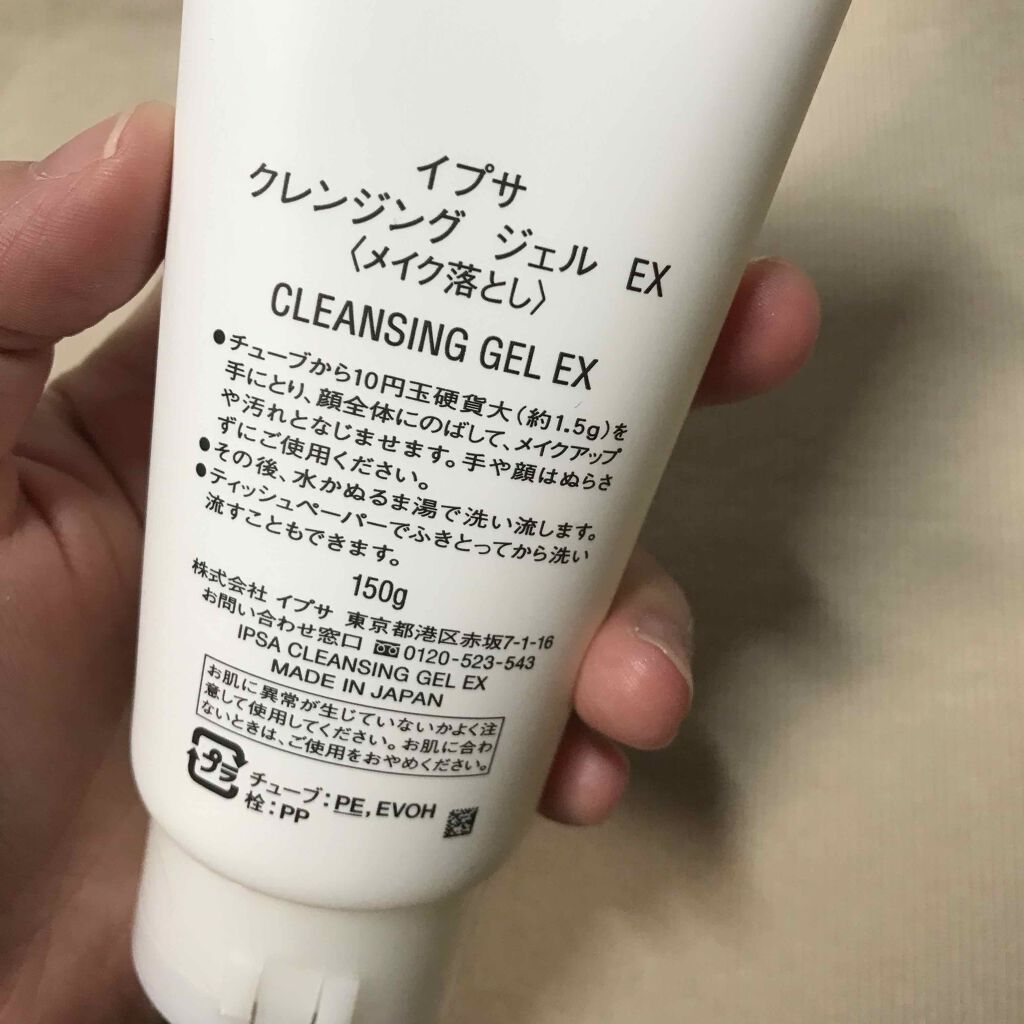 イプサ
クレンジング ジェル EX
〈メイク落とし〉
CLEANSING GEL EX
●チューブから10円玉硬貨大(約1.5g)を
手にとり、顔全体にのばして、メイクアップ
や汚れとなじませます。手や顔はぬらさ
ずにご使用ください。
●その後、水かぬるま湯で洗い流します。
●ティッシュペーパーでふきとってから洗い
流すこともできます。
150g
株式会社 イプサ 東京都港区赤坂7-1-16
お問い合わせ窓口 0120-523-543
IPSA CLEANSING GEL EX
MADE IN JAPAN
お肌に異常が生じていないかよく注
意して使用してください。お肌に合わ
ないときは、ご使用をおやめください。
プラ
チューブ:PE,EVOH
栓:PP